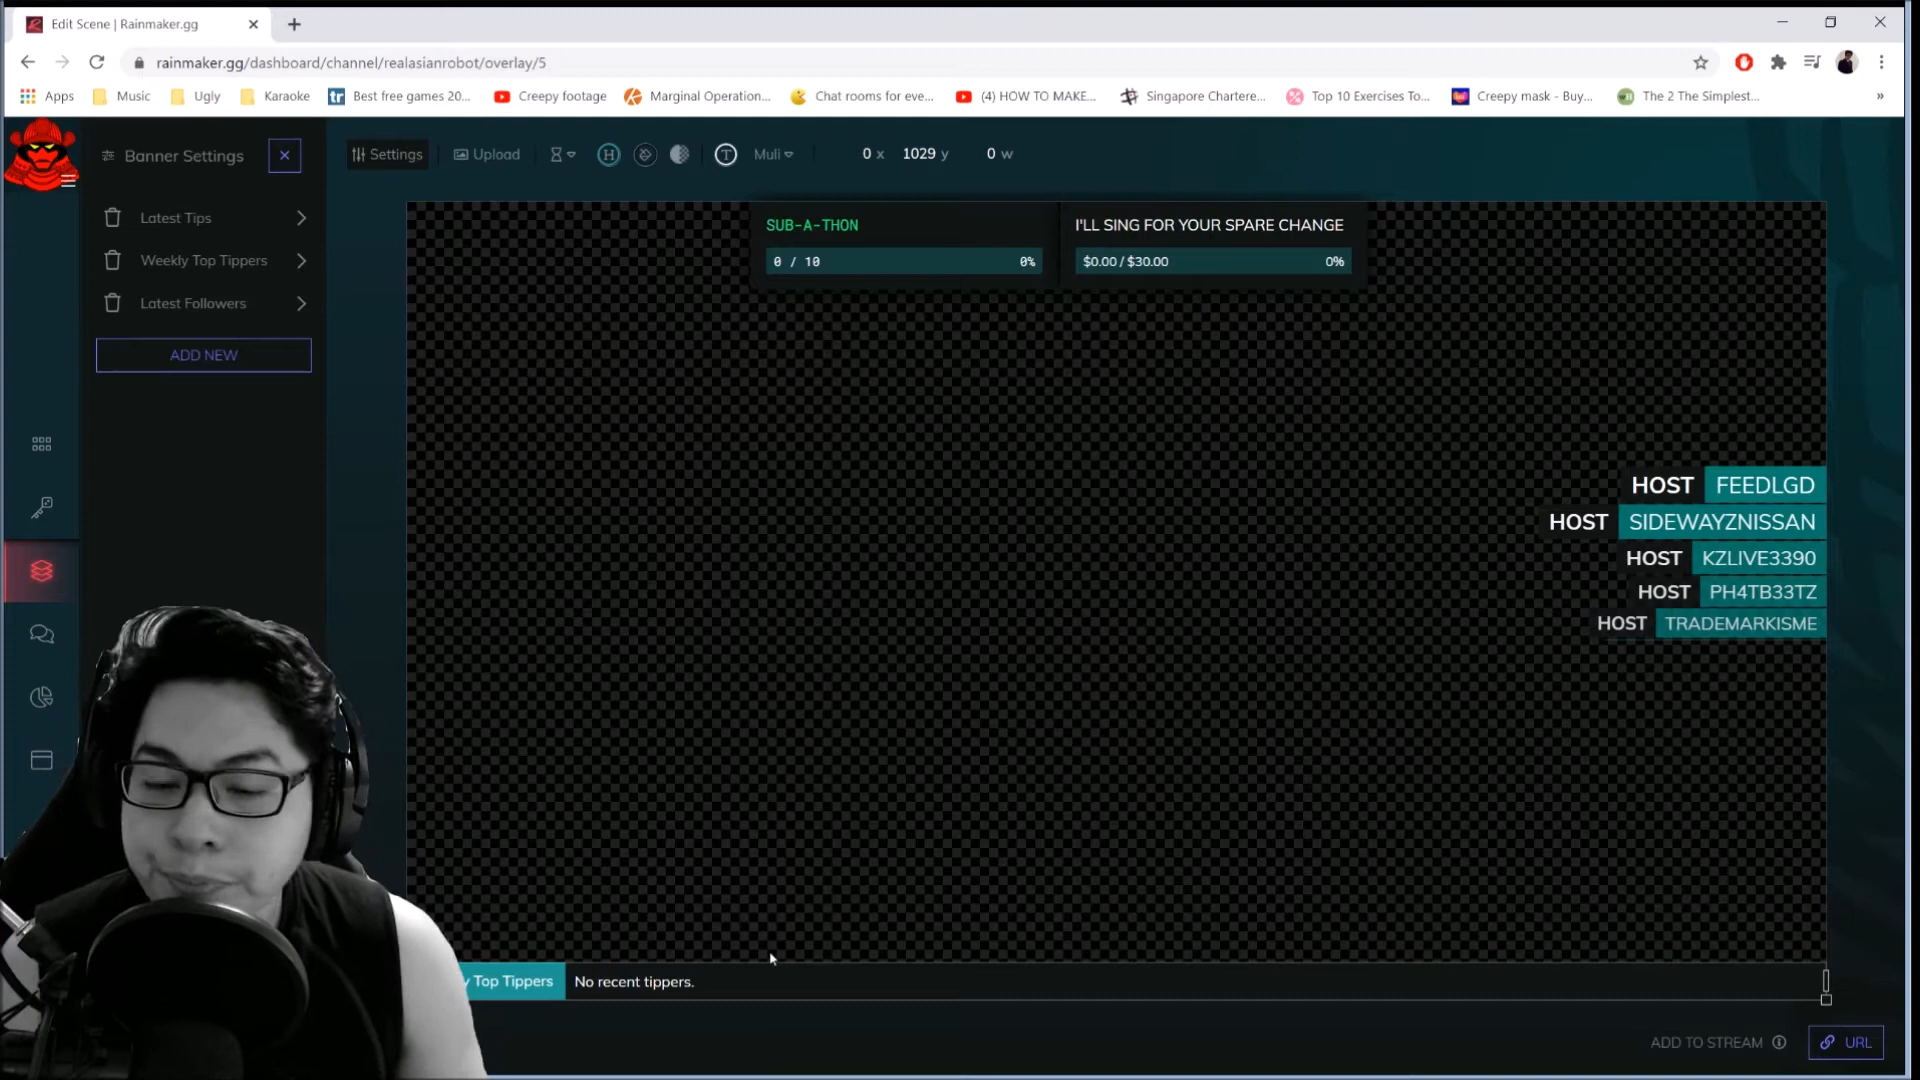 Edit Scene | Rainmaker.gg
rainmaker.gg/dashboard/channel/realasianrobot/overlay/5
Apps Music Ugly Karaoke Best free games 20... Creepy footage Marginal Operation... Chat rooms for eve... (4) HOW TO MAKE... Singapore Chartere... Top 10 Exercises To... Creepy mask - Buy... The 2 The Simplest... »
Banner Settings
Settings Upload H T Muli 0 x 1029 y 0 w
Latest Tips
Weekly Top Tippers
Latest Followers
ADD NEW
SUB-A-THON
0 / 10 0%
I'LL SING FOR YOUR SPARE CHANGE
$0.00 / $30.00 0%
HOST FEEDLGD
HOST SIDEWAYZNISSAN
HOST KZLIVE3390
HOST PH4TB33TZ
HOST TRADEMARKISME
y Top Tippers No recent tippers.
ADD TO STREAM URL